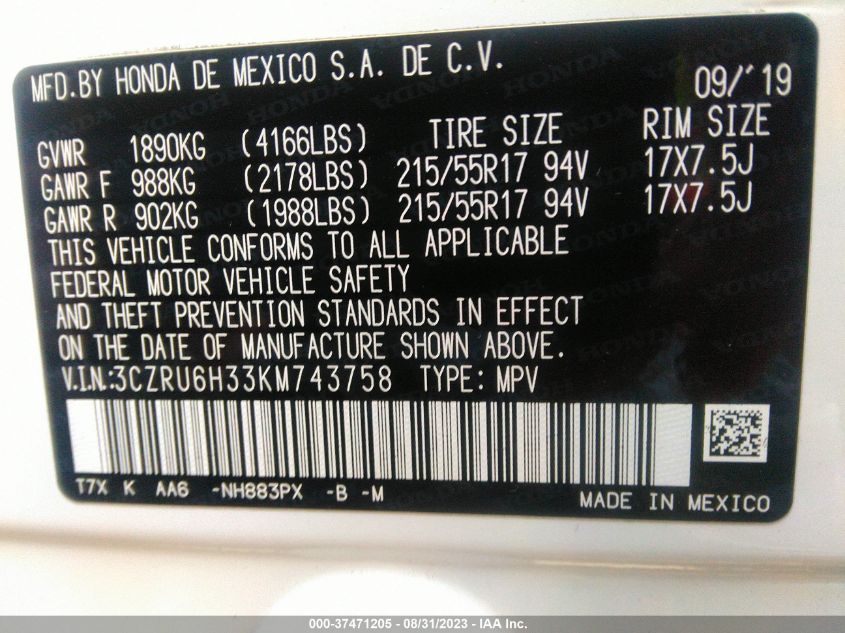 MFD.BY HONDA DE MEXICO S.A. DE C.V. 09/'19
GVWR 1890KG (4166LBS) TIRE SIZE RIM SIZE
GAWR F 988KG (2178LBS) 215/55R17 94V 17X7.5J
GAWR R 902KG (1988LBS) 215/55R17 94V 17X7.5J
THIS VEHICLE CONFORMS TO ALL APPLICABLE
FEDERAL MOTOR VEHICLE SAFETY
AND THEFT PREVENTION STANDARDS IN EFFECT
ON THE DATE OF MANUFACTURE SHOWN ABOVE.
V.I.N.:3CZRU6H33KM743758 TYPE: MPV
T7X K AA6 -NH883PX -B -M MADE IN MEXICO
000-37471205 - 08/31/2023 - IAA Inc.